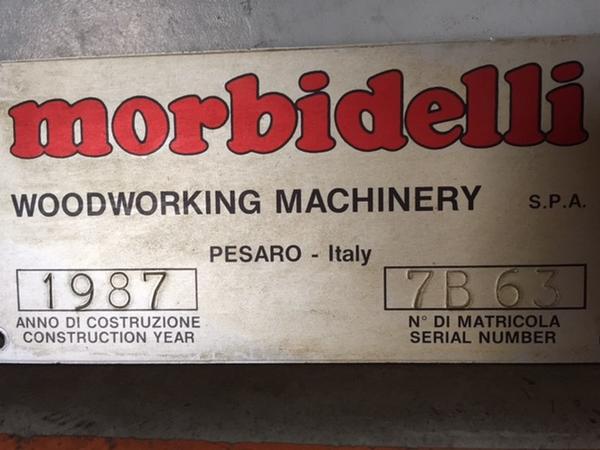 morbidelli
WOODWORKING MACHINERY S.P.A.
PESARO - Italy
1987 7B 63
ANNO DI COSTRUZIONE N° DI MATRICOLA
CONSTRUCTION YEAR SERIAL NUMBER